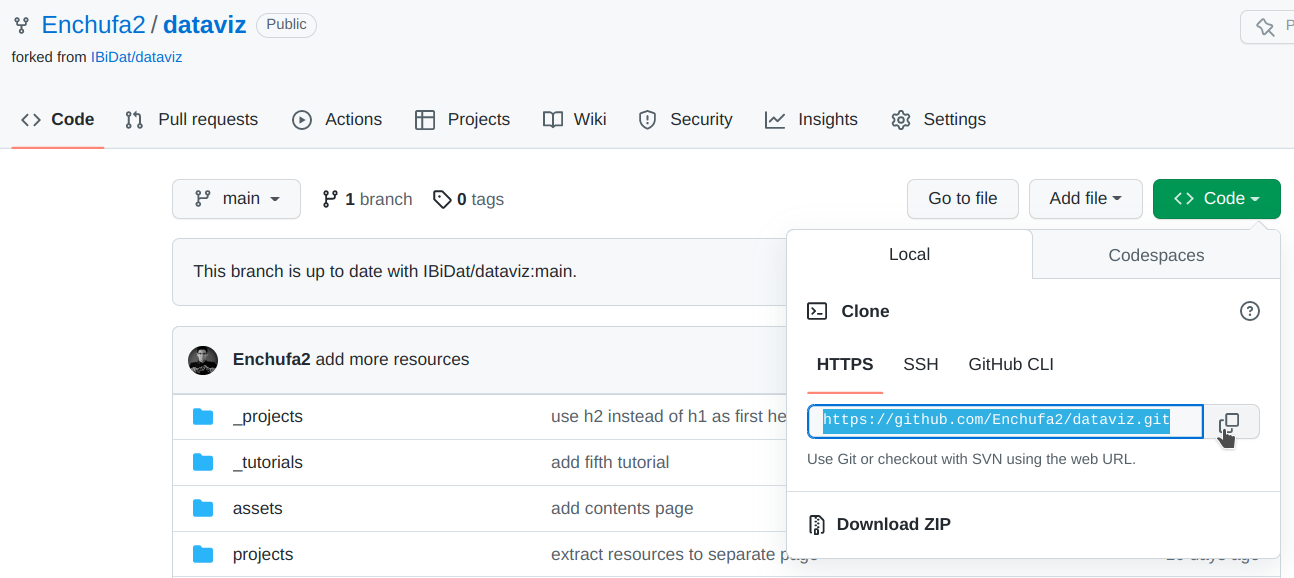 Enchufa2 / dataviz Public
forked from IBiDat/dataviz
Code Pull requests Actions Projects Wiki Security Insights Settings
main 1 branch 0 tags Go to file Add file Code
This branch is up to date with IBiDat/dataviz:main.
Local Codespaces
Clone
HTTPS SSH GitHub CLI
https://github.com/Enchufa2/dataviz.git
Use Git or checkout with SVN using the web URL.
Download ZIP
Enchufa2 add more resources
_projects use h2 instead of h1 as first he
_tutorials add fifth tutorial
assets add contents page
projects extract resources to separate page